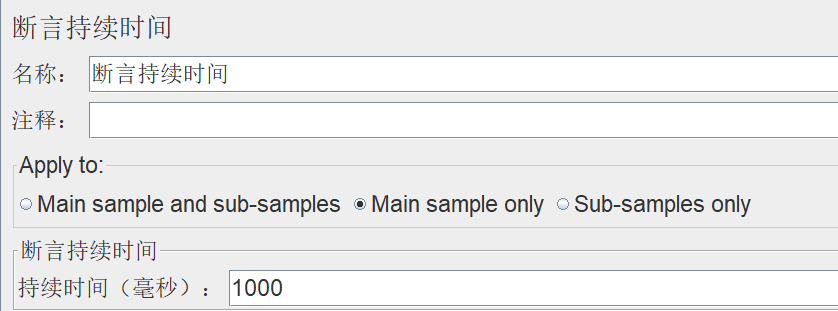 断言持续时间
名称： 断言持续时间
注释：
Apply to:
Main sample and sub-samples Main sample only Sub-samples only
断言持续时间
持续时间（毫秒）： 1000